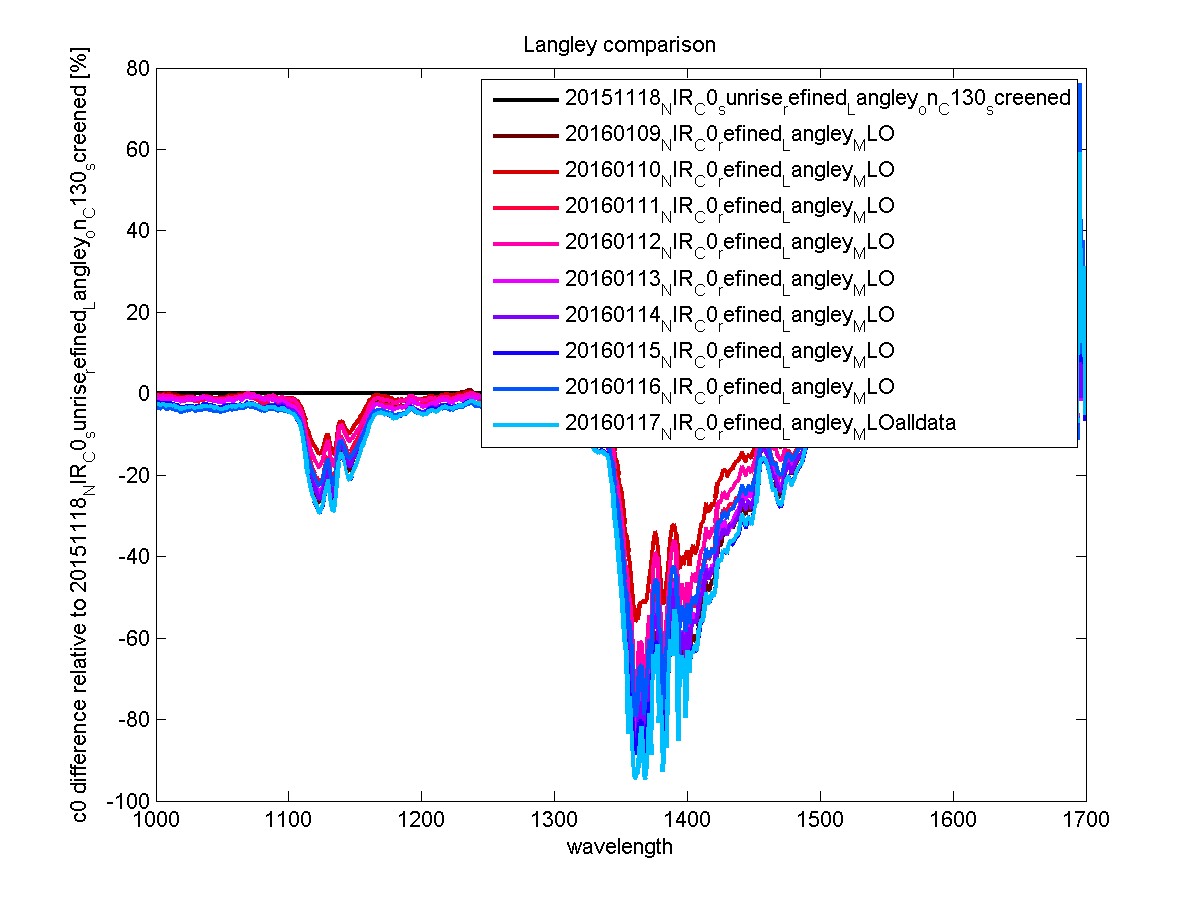 Langley comparison
c0 difference relative to 20151118_NIR_C0_sunrise_refined_Langley_on_C130_screened [%]
80
60
40
20
0
-20
-40
-60
-80
-100
20151118_NIR_C0_sunrise_refined_Langley_on_C130_screened
20160109_NIR_C0_refined_Langley_MLO
20160110_NIR_C0_refined_Langley_MLO
20160111_NIR_C0_refined_Langley_MLO
20160112_NIR_C0_refined_Langley_MLO
20160113_NIR_C0_refined_Langley_MLO
20160114_NIR_C0_refined_Langley_MLO
20160115_NIR_C0_refined_Langley_MLO
20160116_NIR_C0_refined_Langley_MLO
20160117_NIR_C0_refined_Langley_MLOalldata
1000 1100 1200 1300 1400 1500 1600 1700
wavelength